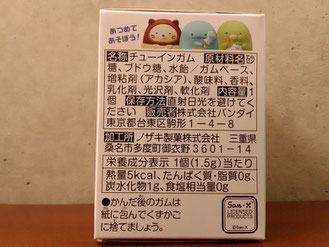 あつめて
あそぼう!
名称チューインガム 原材料名砂
糖、ブドウ糖、水飴/ガムベース、
増粘剤(アカシア)、酸味料、香料、
乳化剤、光沢剤、軟化剤 内容量1
個 保存方法直射日光を避けてく
ださい 販売者株式会社バンダイ
東京都台東区駒形1-4-8
加工所ノザキ製菓株式会社 三重県
桑名市多度町御衣野3601-14
栄養成分表示 1個(1.5g)当たり
熱量5kcal、たんぱく質・脂質0g、
炭水化物1g、食塩相当量0g
●かんだ後のガムは
紙に包んでくずかご
に捨てましょう。
San-X
LICENSED
PRODUCTS
©San-X